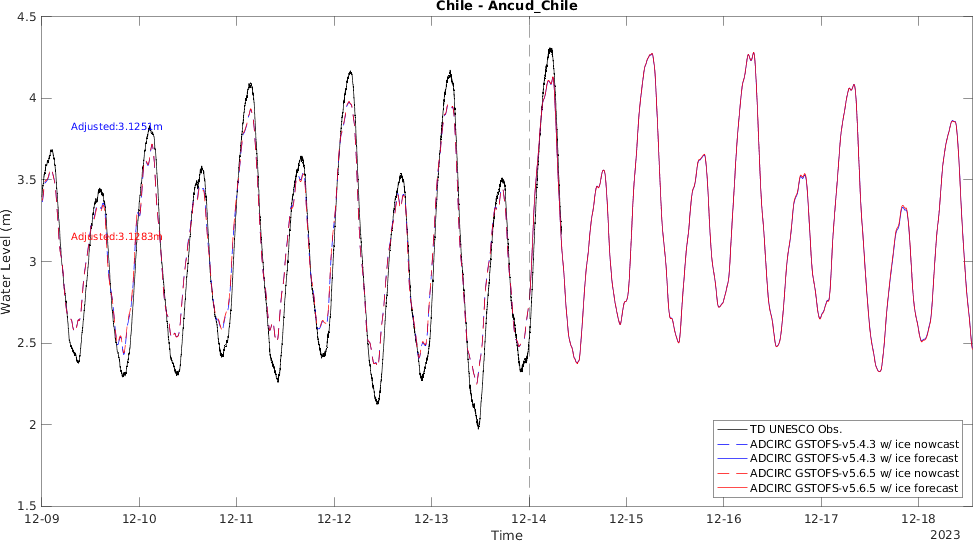 Chile - Ancud_Chile
Water Level (m)
4.5
4
3.5
3
2.5
2
1.5
Adjusted:3.1251m
Adjusted:3.1283m
TD UNESCO Obs.
ADCIRC GSTOFS-v5.4.3 w/ ice nowcast
ADCIRC GSTOFS-v5.4.3 w/ ice forecast
ADCIRC GSTOFS-v5.6.5 w/ ice nowcast
ADCIRC GSTOFS-v5.6.5 w/ ice forecast
12-09 12-10 12-11 12-12 12-13 12-14 12-15 12-16 12-17 12-18
Time
2023